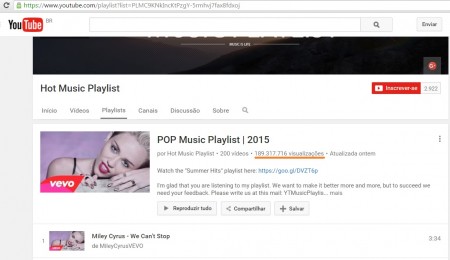 https://www.youtube.com/playlist?list=PLMC9KNkIncKtPzgY-5rmhvj7fax8fdxoj
YouTube BR
Enviar
MUSIC IS LIFE
Hot Music Playlist
Inscrever-se 2.922
Início Vídeos Playlists Canais Discussão Sobre
POP Music Playlist | 2015
por Hot Music Playlist • 200 vídeos • 189.317.716 visualizações • Atualizada ontem
Watch the "Summer Hits" playlist here: https://goo.gl/DVZT6p
I'm glad that you are listening to my playlist. We want to make it better more and more, but to succeed we
need your feedback. Please write us at this mail: YTMusicPlaylis... mais
vevo
Reproduzir tudo Compartilhar Salvar
1 Miley Cyrus - We Can't Stop 3:34
de MileyCyrusVEVO